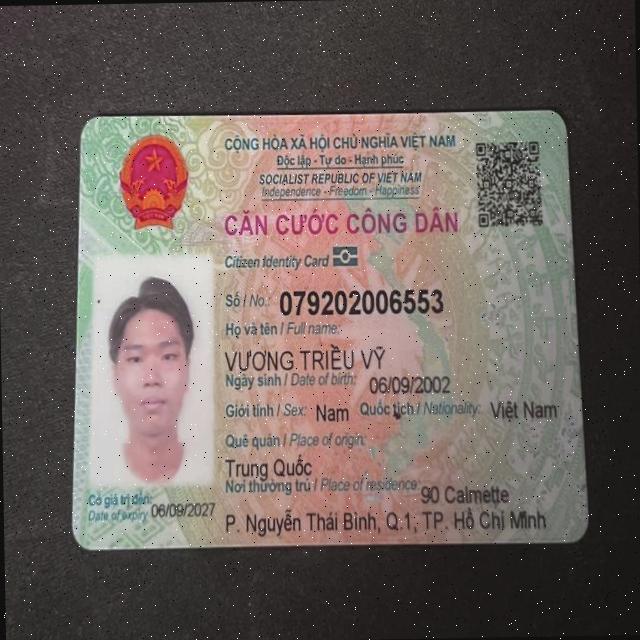 CỘNG HÒA XÃ HỘI CHỦ NGHĨA VIỆT NAM
Độc lập - Tự do - Hạnh phúc
SOCIALIST REPUBLIC OF VIET NAM
Independence - Freedom - Happiness
CĂN CƯỚC CÔNG DÂN
Citizen Identity Card
Số / No.: 079202006553
Họ và tên / Full name:
VƯƠNG TRIỀU VỸ
Ngày sinh / Date of birth: 06/09/2002
Giới tính / Sex: Nam Quốc tịch / Nationality: Việt Nam
Quê quán / Place of origin:
Trung Quốc
Nơi thường trú / Place of residence: 90 Calmette
P. Nguyễn Thái Bình, Q.1, TP. Hồ Chí Minh
Có giá trị đến:
Date of expiry 06/09/2027